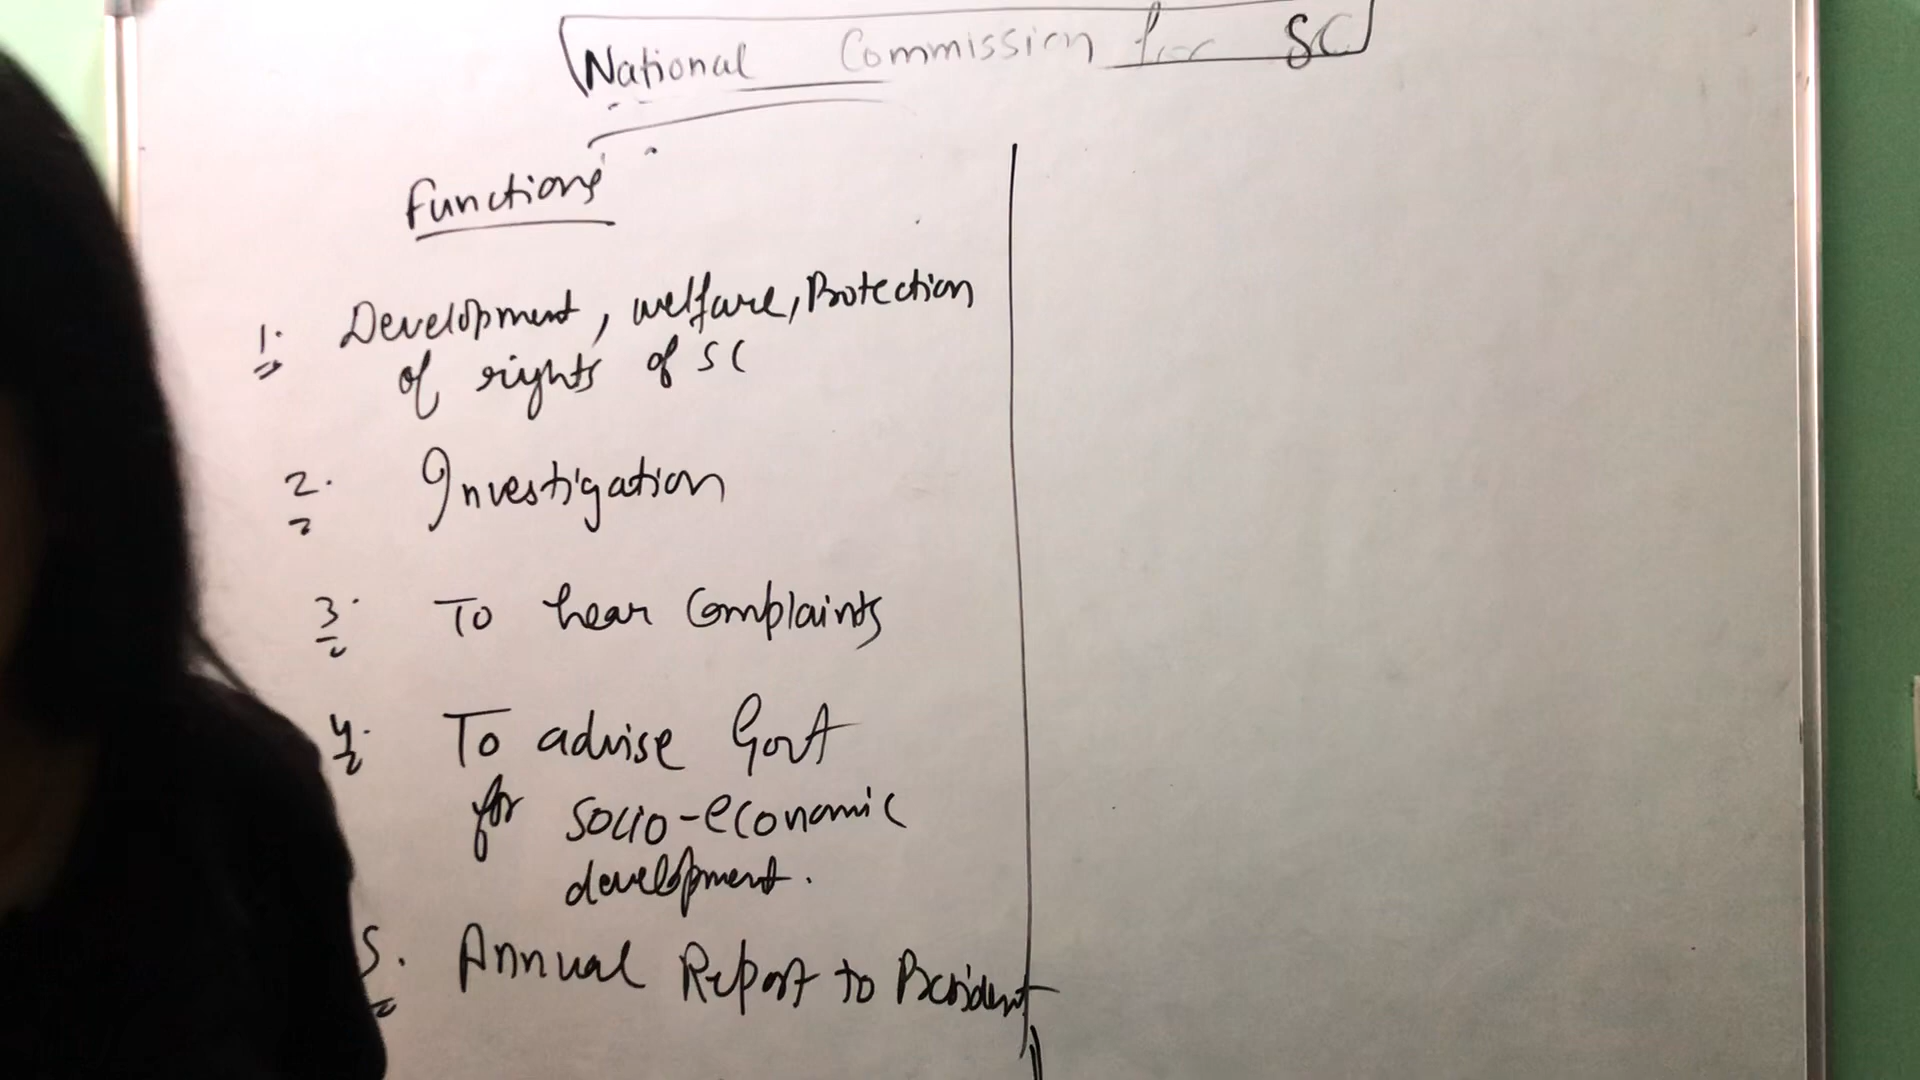 National Commission for SC
Functions
1. Development, welfare, Protection
of rights of SC
2. Investigation
3. To hear Complaints
4. To advise Govt
for socio-economic
development.
5. Annual Report to President